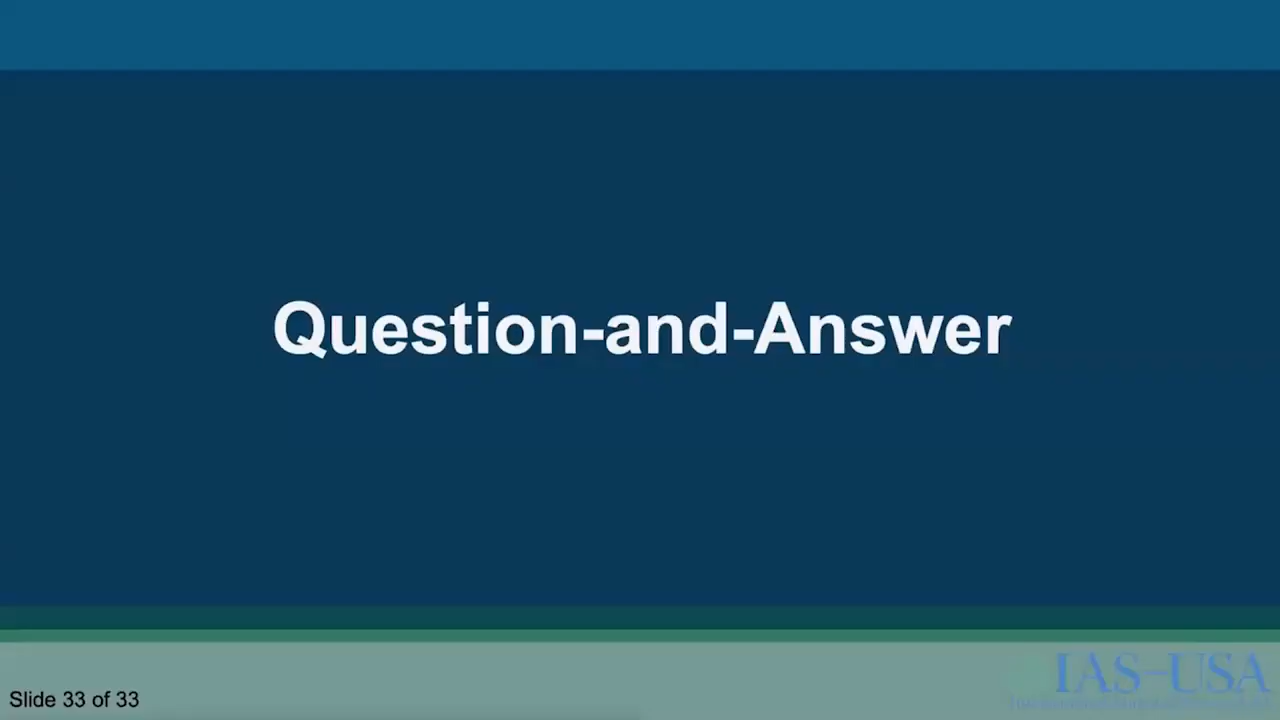 Question-and-Answer
Slide 33 of 33
IAS–USA